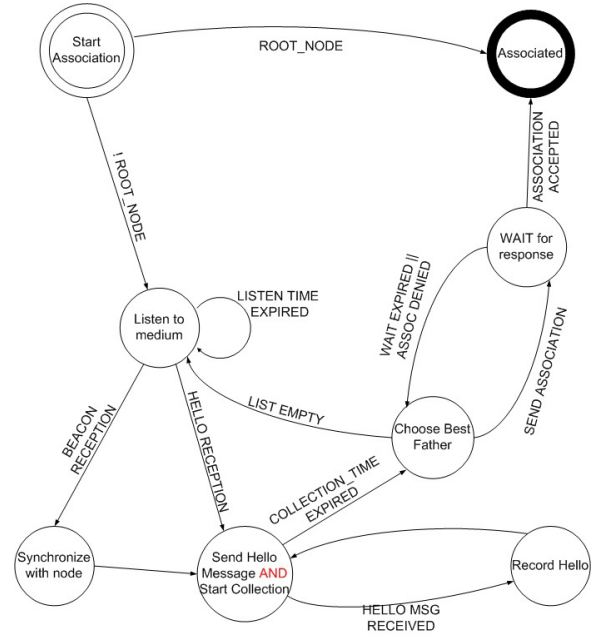 Start
Association
ROOT_NODE
Associated
! ROOT_NODE
ASSOCIATION
ACCEPTED
WAIT for
response
LISTEN TIME
EXPIRED
Listen to
medium
WAIT EXPIRED ||
ASSOC DENIED
SEND ASSOCIATION
LIST EMPTY
Choose Best
Father
BEACON
RECEPTION
HELLO RECEPTION
COLLECTION_TIME
EXPIRED
Synchronize
with node
Send Hello
Message AND
Start Collection
Record Hello
HELLO MSG
RECEIVED